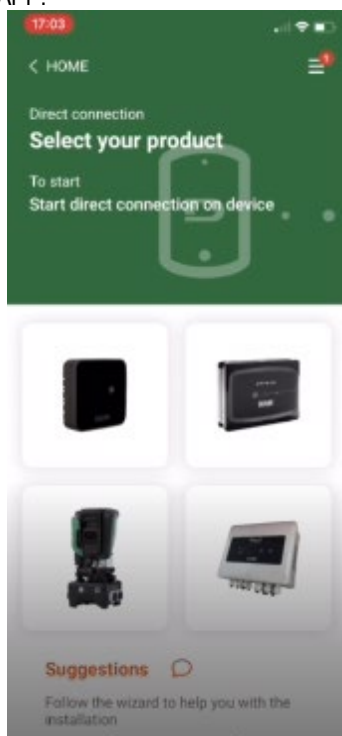 17:03
< HOME
1
Direct connection
Select your product
To start
Start direct connection on device
Suggestions
Follow the wizard to help you with the
installation